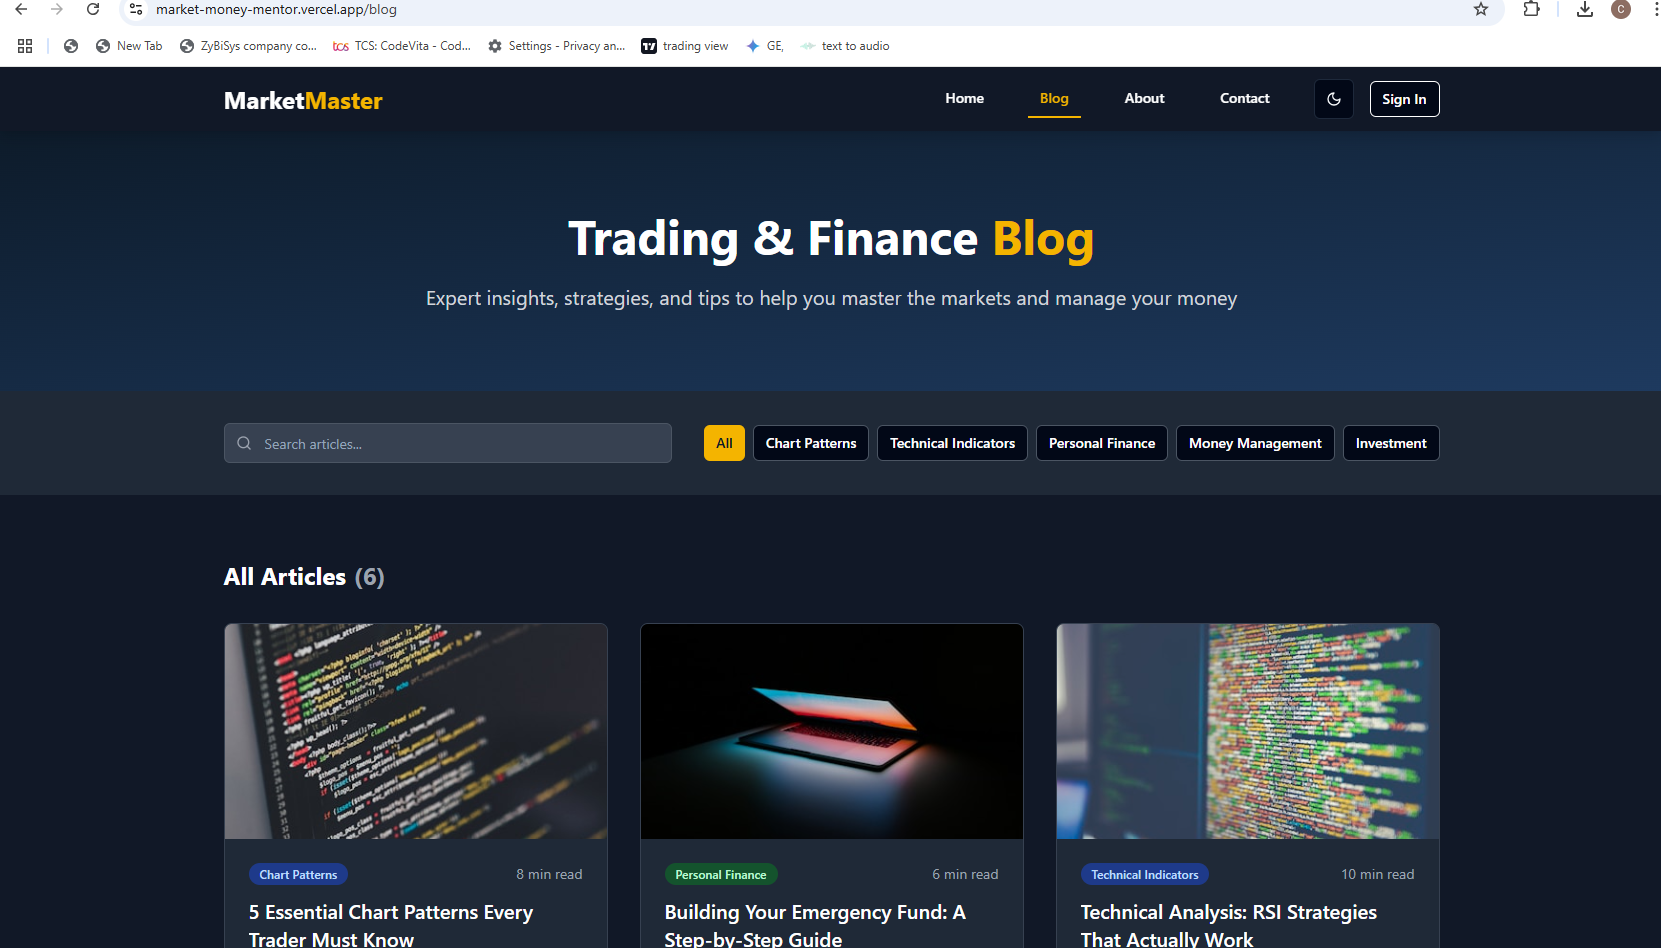 market-money-mentor.vercel.app/blog
C
New Tab
ZyBiSys company co...
tcs TCS: CodeVita - Cod...
Settings - Privacy an...
trading view
GE,
text to audio
MarketMaster
Home
Blog
About
Contact
Sign In
Trading & Finance Blog
Expert insights, strategies, and tips to help you master the markets and manage your money
Search articles...
All
Chart Patterns
Technical Indicators
Personal Finance
Money Management
Investment
All Articles (6)
Chart Patterns
8 min read
5 Essential Chart Patterns Every
Trader Must Know
Personal Finance
6 min read
Building Your Emergency Fund: A
Step-by-Step Guide
Technical Indicators
10 min read
Technical Analysis: RSI Strategies
That Actually Work